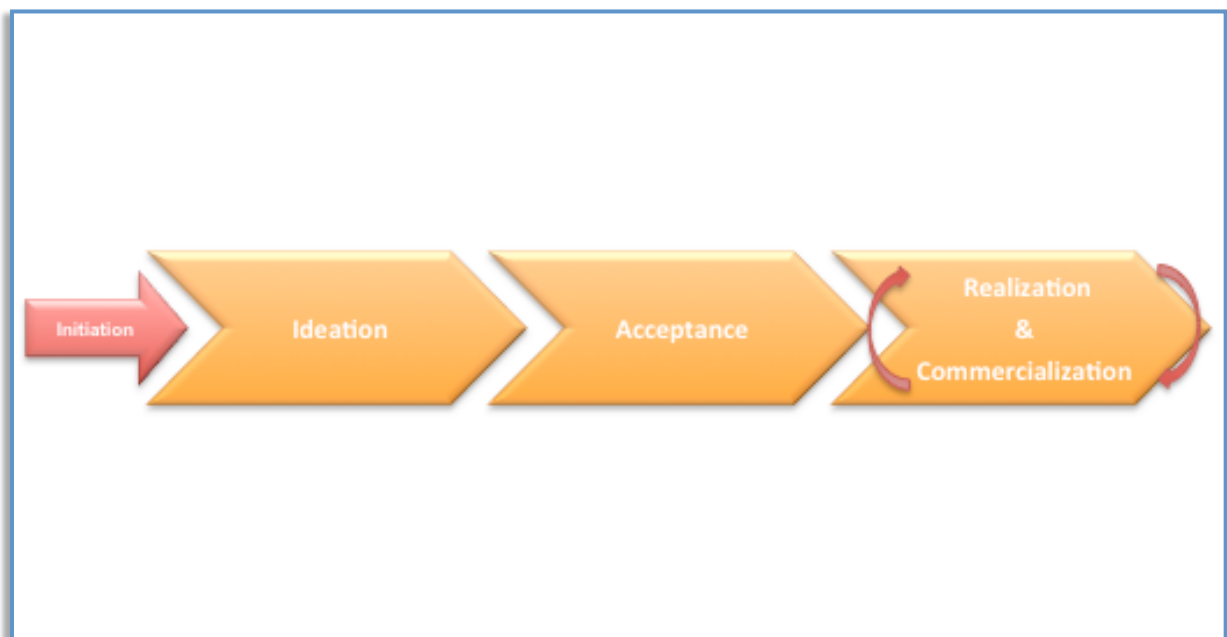 Initiation
Ideation
Acceptance
Realization
&
Commercialization